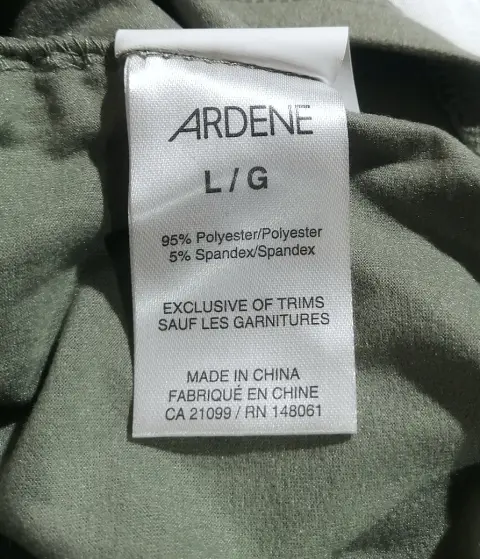 ARDENE
L / G
95% Polyester/Polyester
5% Spandex/Spandex
EXCLUSIVE OF TRIMS
SAUF LES GARNITURES
MADE IN CHINA
FABRIQUÉ EN CHINE
CA 21099 / RN 148061